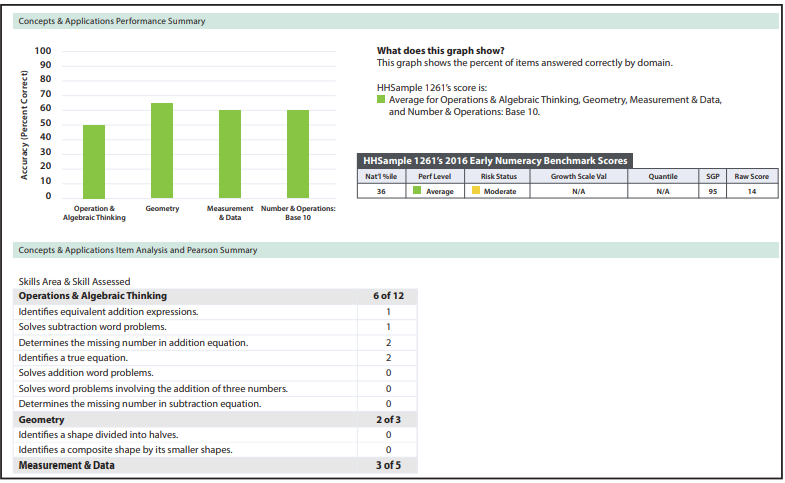 Concepts & Applications Performance Summary
100
90
80
70
60
50
40
30
20
10
0
Accuracy (Percent Correct)
Operation &
Algebraic Thinking
Geometry
Measurement
& Data
Number & Operations:
Base 10
What does this graph show?
This graph shows the percent of items answered correctly by domain.
HHSample 1261's score is:
Average for Operations & Algebraic Thinking, Geometry, Measurement & Data,
and Number & Operations: Base 10.
HHSample 1261's 2016 Early Numeracy Benchmark Scores
Nat'l %ile Perf Level Risk Status Growth Scale Val Quantile SGP Raw Score
36 Average Moderate N/A N/A 95 14
Concepts & Applications Item Analysis and Pearson Summary
Skills Area & Skill Assessed
Operations & Algebraic Thinking 6 of 12
Identifies equivalent addition expressions. 1
Solves subtraction word problems. 1
Determines the missing number in addition equation. 2
Identifies a true equation. 2
Solves addition word problems. 0
Solves word problems involving the addition of three numbers. 0
Determines the missing number in subtraction equation. 0
Geometry 2 of 3
Identifies a shape divided into halves. 0
Identifies a composite shape by its smaller shapes. 0
Measurement & Data 3 of 5